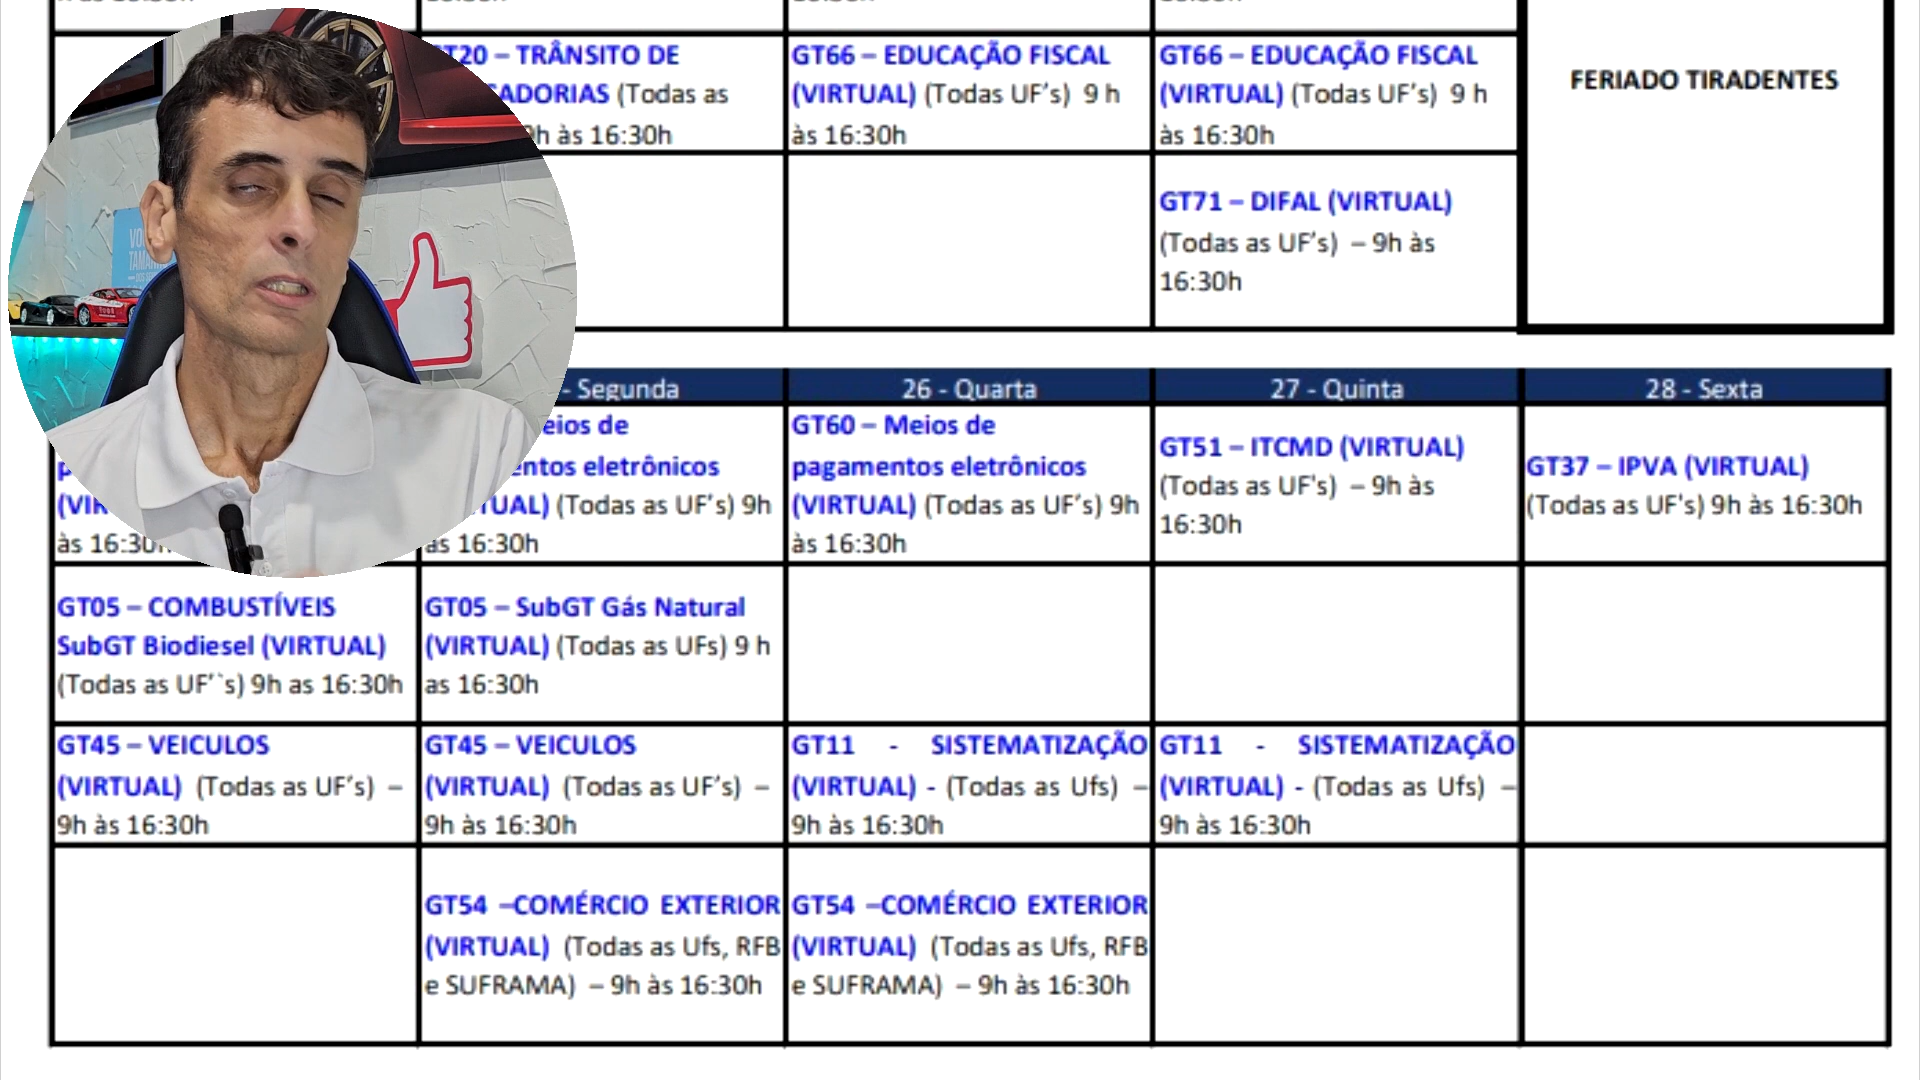 GT20 – TRÂNSITO DE
(Todas as
9h às 16:30h
GT66 – EDUCAÇÃO FISCAL
(VIRTUAL) (Todas UF’s) 9 h
às 16:30h
GT66 – EDUCAÇÃO FISCAL
(VIRTUAL) (Todas UF’s) 9 h
às 16:30h
FERIADO TIRADENTES
GT71 – DIFAL (VIRTUAL)
(Todas as UF’s) – 9h às
16:30h
- Segunda
26 - Quarta
27 - Quinta
28 - Sexta
às 16:30h
eletrônicos
(Todas as UF’s) 9h
às 16:30h
GT60 – Meios de
pagamentos eletrônicos
(VIRTUAL) (Todas as UF’s) 9h
às 16:30h
GT51 – ITCMD (VIRTUAL)
(Todas as UF's) – 9h às
16:30h
GT37 – IPVA (VIRTUAL)
(Todas as UF's) 9h às 16:30h
GT05 – COMBUSTÍVEIS
SubGT Biodiesel (VIRTUAL)
(Todas as UF’`s) 9h as 16:30h
GT05 – SubGT Gás Natural
(VIRTUAL) (Todas as UFs) 9 h
as 16:30h
GT45 – VEICULOS
(VIRTUAL) (Todas as UF’s) –
9h às 16:30h
GT45 – VEICULOS
(VIRTUAL) (Todas as UF’s) –
9h às 16:30h
GT11 - SISTEMATIZAÇÃO
(VIRTUAL) - (Todas as Ufs) –
9h às 16:30h
GT11 - SISTEMATIZAÇÃO
(VIRTUAL) - (Todas as Ufs) –
9h às 16:30h
GT54 –COMÉRCIO EXTERIOR
(VIRTUAL) (Todas as Ufs, RFB
e SUFRAMA) – 9h às 16:30h
GT54 –COMÉRCIO EXTERIOR
(VIRTUAL) (Todas as Ufs, RFB
e SUFRAMA) – 9h às 16:30h